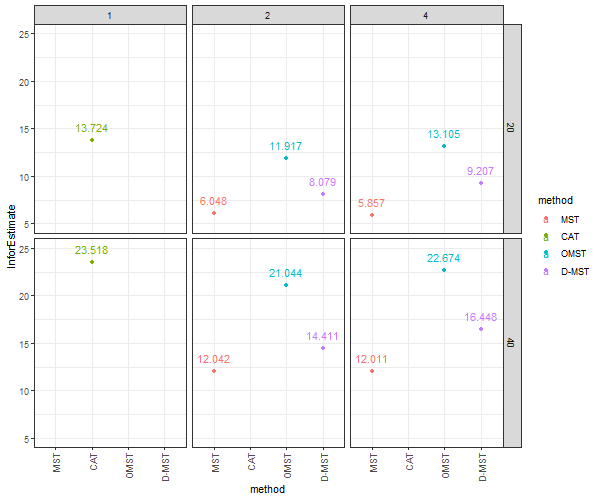 1 2 4
25
20
15
10
5
13.724
6.048
11.917
8.079
5.857
13.105
9.207
20
25
20
15
10
5
23.518
12.042
21.044
14.411
12.011
22.674
16.448
40
InforEstimate
MST CAT OMST D-MST MST CAT OMST D-MST MST CAT OMST D-MST
method
method
a MST
a CAT
a OMST
a D-MST